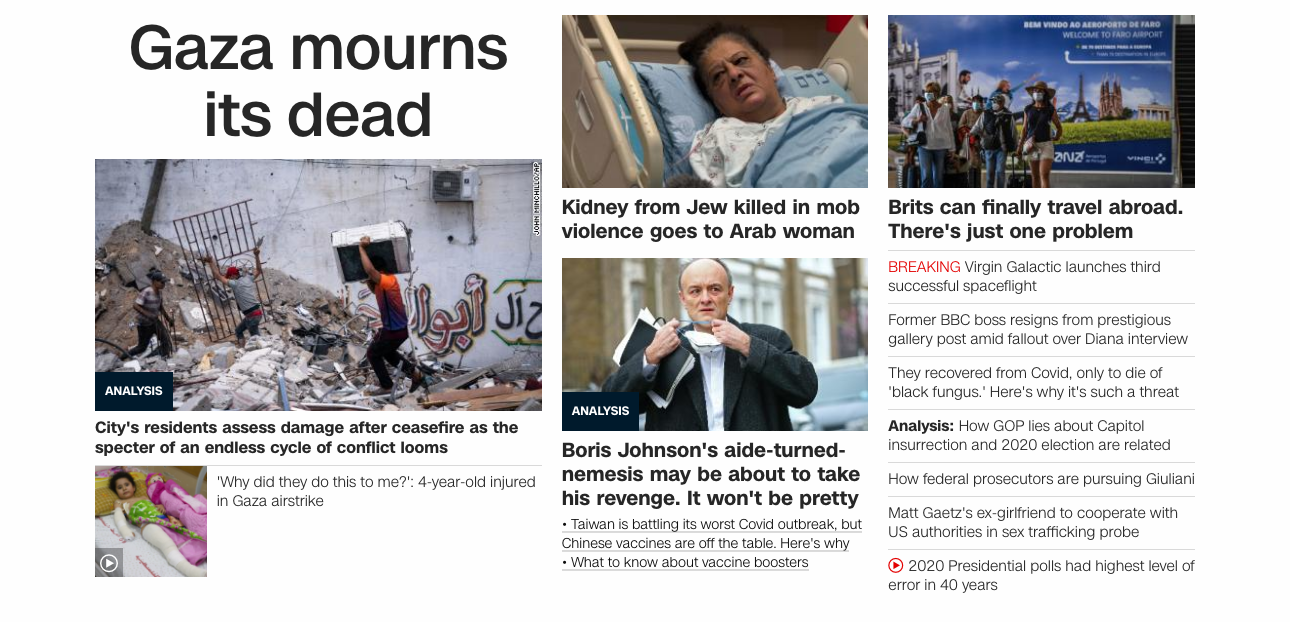 Gaza mourns
its dead
JOHN MINCHILLO/AP
أبوال
ح آل
ANALYSIS
City's residents assess damage after ceasefire as the
specter of an endless cycle of conflict looms
'Why did they do this to me?': 4-year-old injured
in Gaza airstrike
Kidney from Jew killed in mob
violence goes to Arab woman
ANALYSIS
Boris Johnson's aide-turned-
nemesis may be about to take
his revenge. It won't be pretty
• Taiwan is battling its worst Covid outbreak, but
Chinese vaccines are off the table. Here's why
• What to know about vaccine boosters
BEM VINDO AO AEROPORTO DE FARO
WELCOME TO FARO AIRPORT
ana
VINCI
Brits can finally travel abroad.
There's just one problem
BREAKING Virgin Galactic launches third
successful spaceflight
Former BBC boss resigns from prestigious
gallery post amid fallout over Diana interview
They recovered from Covid, only to die of
'black fungus.' Here's why it's such a threat
Analysis: How GOP lies about Capitol
insurrection and 2020 election are related
How federal prosecutors are pursuing Giuliani
Matt Gaetz's ex-girlfriend to cooperate with
US authorities in sex trafficking probe
2020 Presidential polls had highest level of
error in 40 years